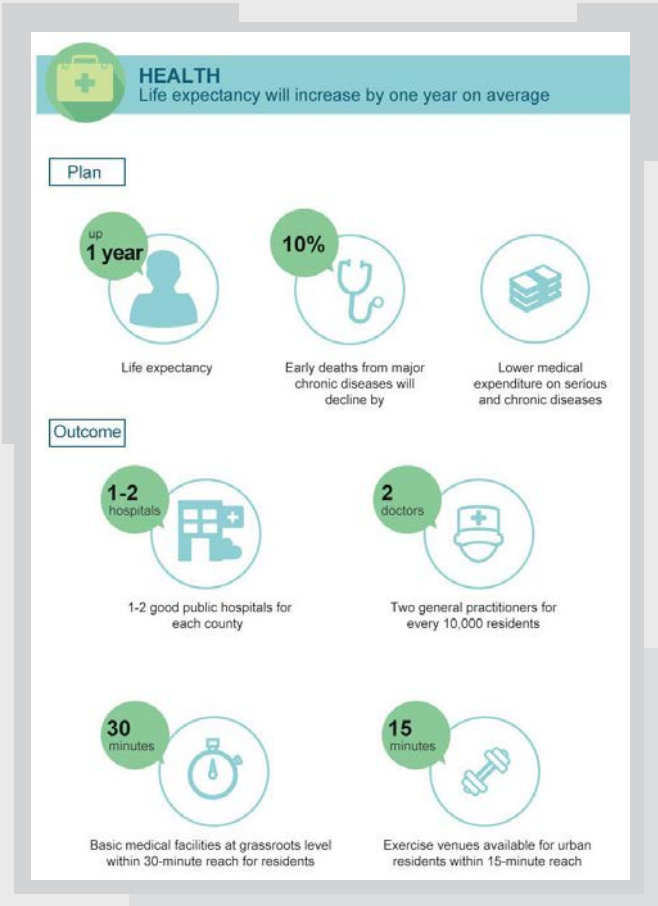 HEALTH
Life expectancy will increase by one year on average
Plan
up
1 year
Life expectancy
10%
Early deaths from major
chronic diseases will
decline by
Lower medical
expenditure on serious
and chronic diseases
Outcome
1-2
hospitals
1-2 good public hospitals for
each county
2
doctors
Two general practitioners for
every 10,000 residents
30
minutes
Basic medical facilities at grassroots level
within 30-minute reach for residents
15
minutes
Exercise venues available for urban
residents within 15-minute reach